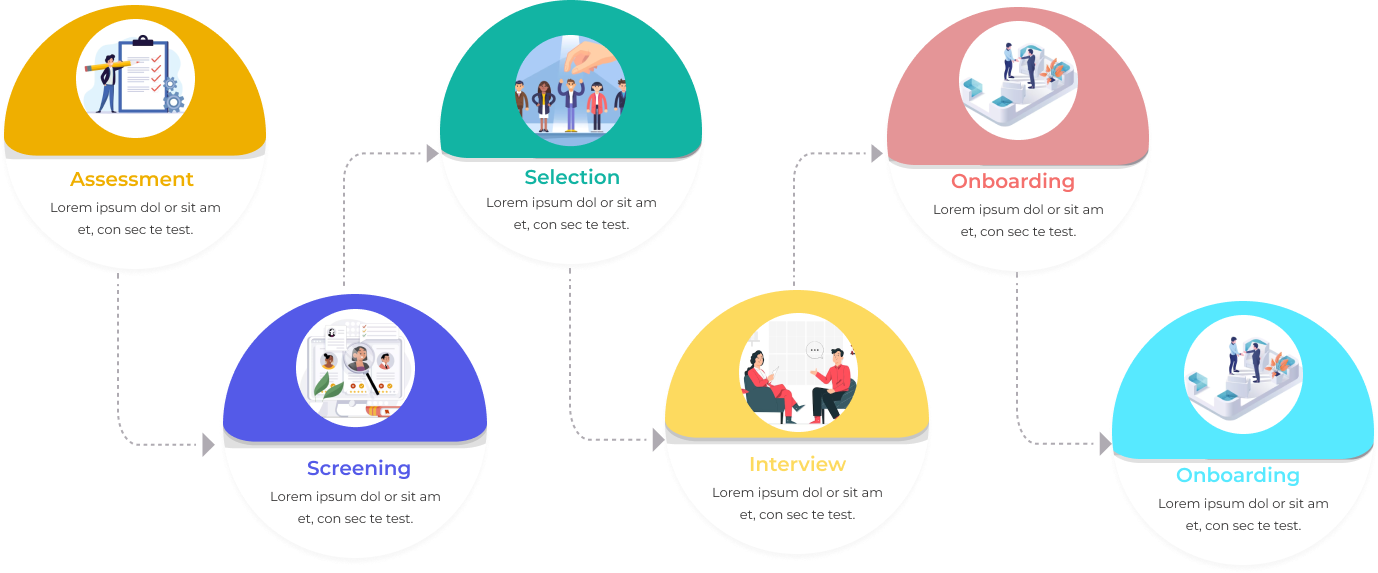 Assessment
Lorem ipsum dol or sit am
et, con sec te test.
Screening
Lorem ipsum dol or sit am
et, con sec te test.
Selection
Lorem ipsum dol or sit am
et, con sec te test.
Interview
Lorem ipsum dol or sit am
et, con sec te test.
Onboarding
Lorem ipsum dol or sit am
et, con sec te test.
Onboarding
Lorem ipsum dol or sit am
et, con sec te test.